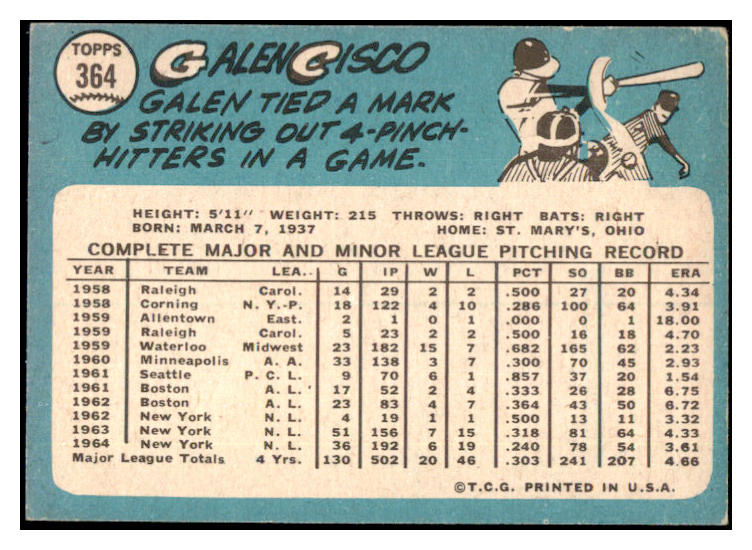 TOPPS
364
GALEN CISCO
GALEN TIED A MARK
BY STRIKING OUT 4-PINCH-
HITTERS IN A GAME.
HEIGHT: 5'11" WEIGHT: 215 THROWS: RIGHT BATS: RIGHT
BORN: MARCH 7, 1937 HOME: ST. MARY'S, OHIO
COMPLETE MAJOR AND MINOR LEAGUE PITCHING RECORD
YEAR TEAM LEA. G IP W L PCT SO BB ERA
1958 Raleigh Carol. 14 29 2 2 .500 27 20 4.34
1958 Corning N.Y.-P. 18 122 4 10 .286 100 64 3.91
1959 Allentown East. 2 1 0 1 .000 0 1 18.00
1959 Raleigh Carol. 5 23 2 2 .500 16 18 4.70
1959 Waterloo Midwest 23 182 15 7 .682 165 62 2.23
1960 Minneapolis A.A. 33 138 3 7 .300 70 45 2.93
1961 Seattle P.C.L. 9 70 6 1 .857 37 20 1.54
1961 Boston A.L. 17 52 2 4 .333 26 28 6.75
1962 Boston A.L. 23 83 4 7 .364 43 50 6.72
1962 New York N.L. 4 19 1 1 .500 13 11 3.32
1963 New York N.L. 51 156 7 15 .318 81 64 4.33
1964 New York N.L. 36 192 6 19 .240 78 54 3.61
Major League Totals 4 Yrs. 130 502 20 46 .303 241 207 4.66
©T.C.G. PRINTED IN U.S.A.